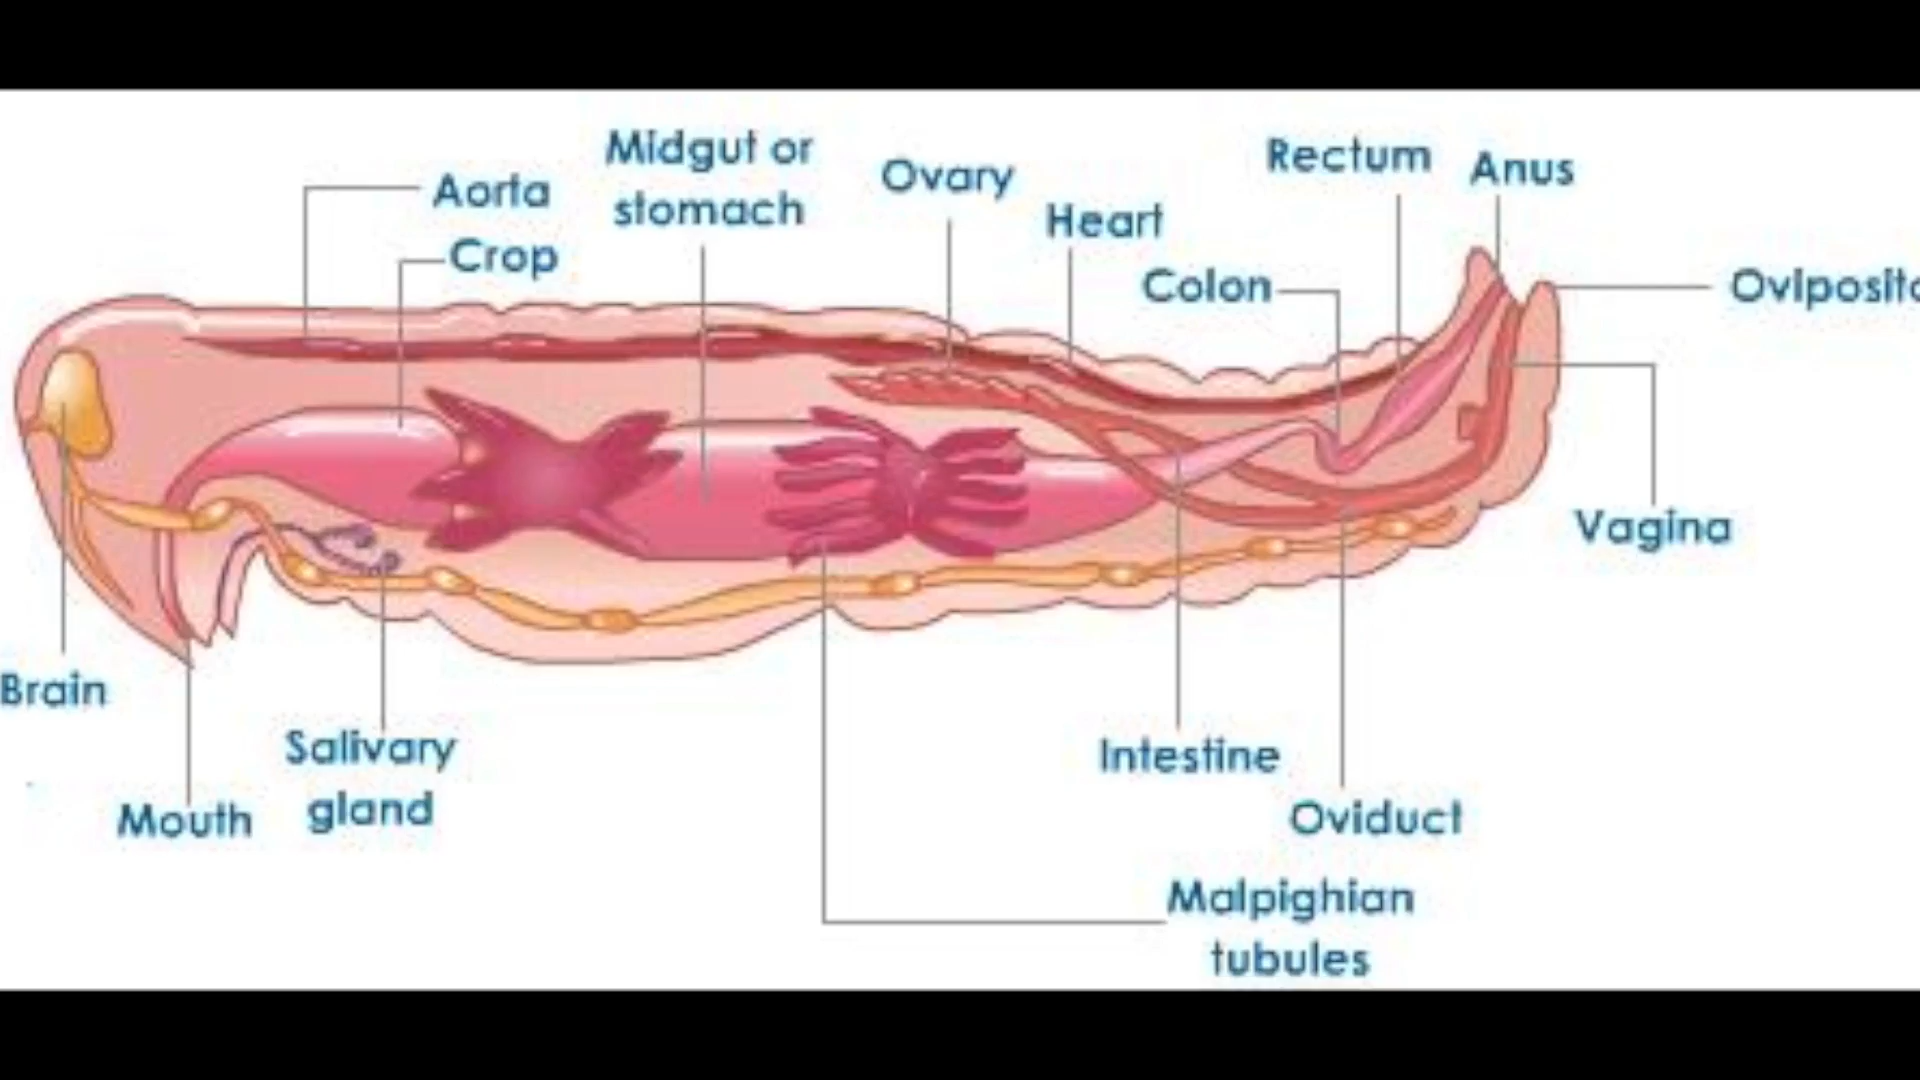 Midgut or
stomach
Aorta
Crop
Ovary
Heart
Colon
Rectum
Anus
Oviposito
Vagina
Brain
Mouth
Salivary
gland
Intestine
Oviduct
Malpighian
tubules